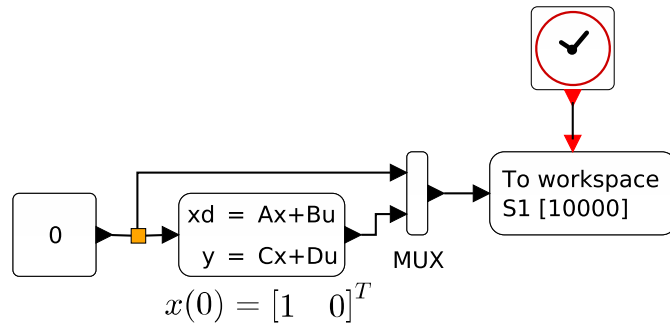 0
xd = Ax+Bu
y = Cx+Du
x(0) = [1 0]^T
MUX
To workspace
S1 [10000]